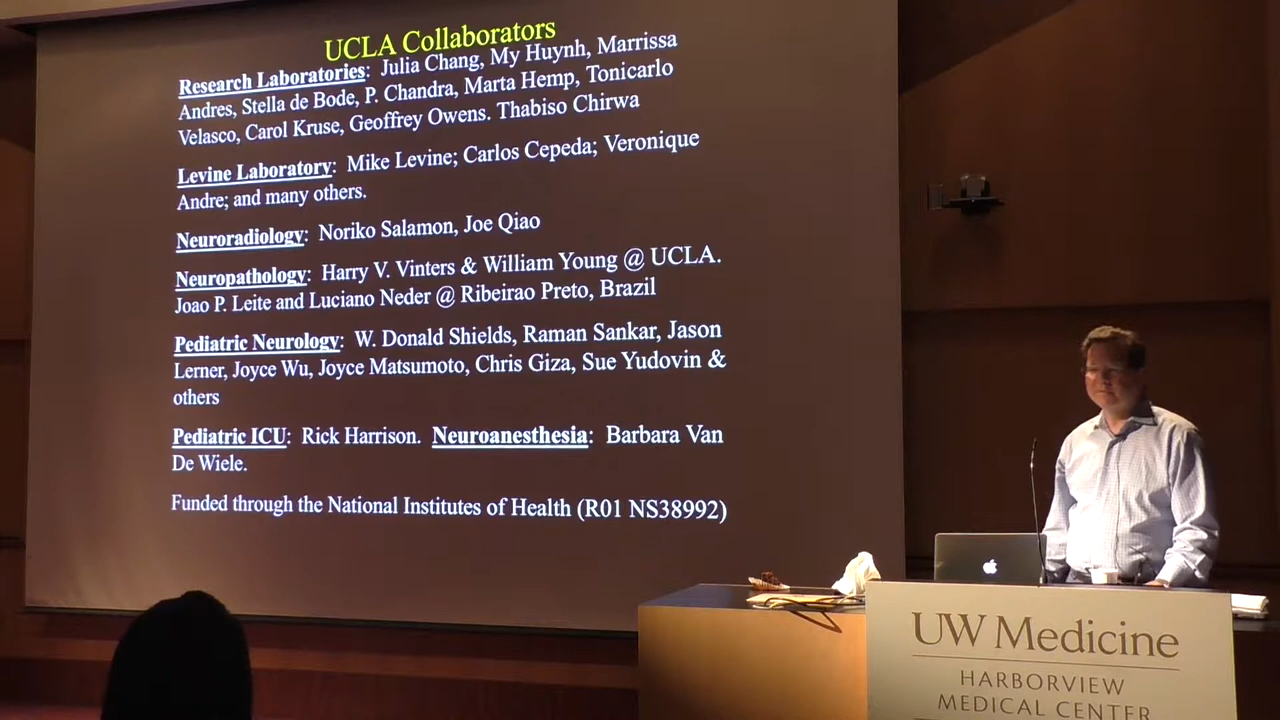 UCLA Collaborators
Research Laboratories: Julia Chang, My Huynh, Marrissa
Andres, Stella de Bode, P. Chandra, Marta Hemp, Tonicarlo
Velasco, Carol Kruse, Geoffrey Owens. Thabiso Chirwa
Levine Laboratory: Mike Levine; Carlos Cepeda; Veronique
Andre; and many others.
Neuroradiology: Noriko Salamon, Joe Qiao
Neuropathology: Harry V. Vinters & William Young @ UCLA.
Joao P. Leite and Luciano Neder @ Ribeirao Preto, Brazil
Pediatric Neurology: W. Donald Shields, Raman Sankar, Jason
Lerner, Joyce Wu, Joyce Matsumoto, Chris Giza, Sue Yudovin &
others
Pediatric ICU: Rick Harrison. Neuroanesthesia: Barbara Van
De Wiele.
Funded through the National Institutes of Health (R01 NS38992)
UW Medicine
HARBORVIEW
MEDICAL CENTER